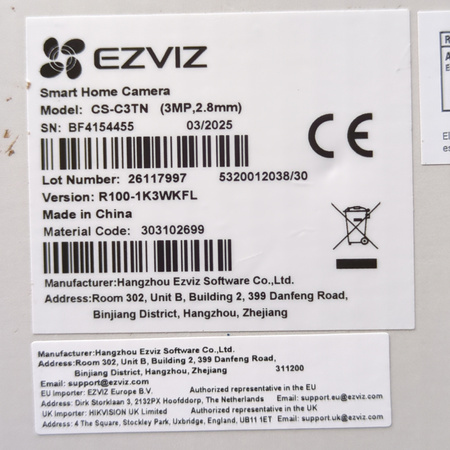 EZVIZ
Smart Home Camera
Model: CS-C3TN (3MP,2.8mm)
SN: BF4154455 03/2025
Lot Number: 26117997 5320012038/30
Version: R100-1K3WKFL
Made in China
Material Code: 303102699
CE
Manufacturer:Hangzhou Ezviz Software Co.,Ltd.
Address:Room 302, Unit B, Building 2, 399 Danfeng Road,
Binjiang District, Hangzhou, Zhejiang
Manufacturer:Hangzhou Ezviz Software Co.,Ltd.
Address:Room 302, Unit B, Building 2, 399 Danfeng Road,
Binjiang District, Hangzhou, Zhejiang 311200
Email: support@ezviz.com
EU Importer: EZVIZ Europe B.V. Authorized representative in the EU
Address: Dirk Storklaan 3, 2132PX Hoofddorp, The Netherlands Email: support.eu@ezviz.com
UK Importer: HIKVISION UK Limited Authorized representative in the UK
Address: 4 The Square, Stockley Park, Uxbridge, England, UB11 1ET Email: support.uk@ezviz.com